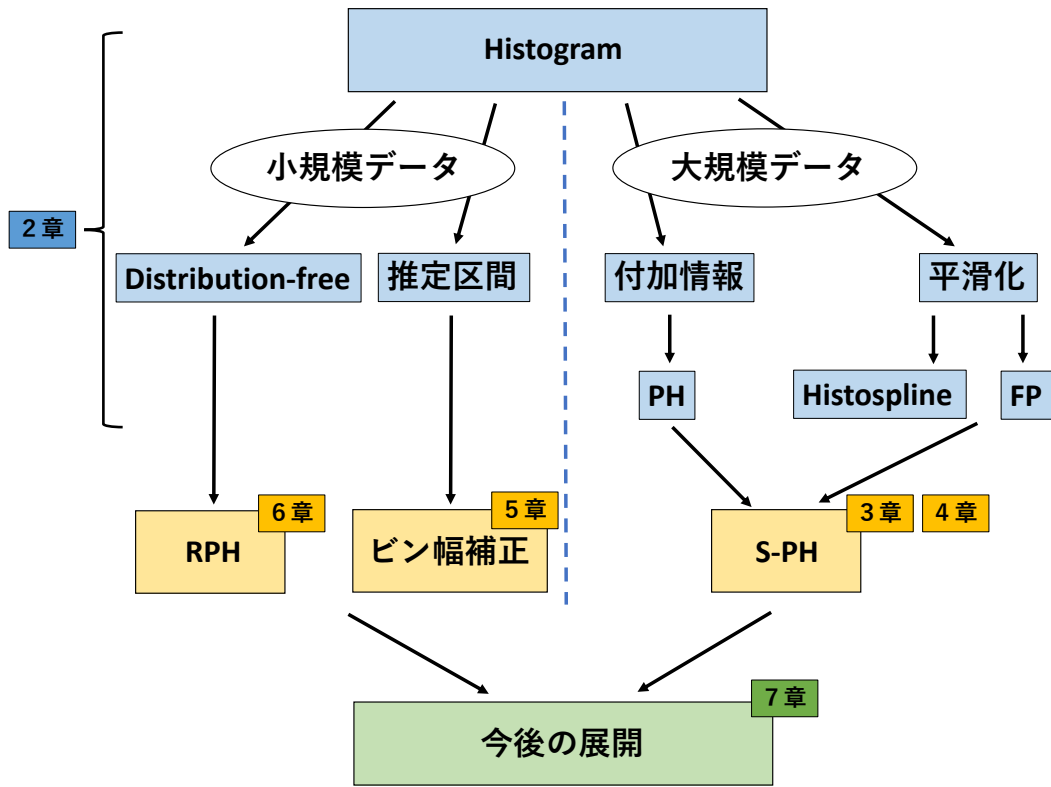 Histogram
小規模データ
大規模データ
2章
Distribution-free
推定区間
付加情報
平滑化
PH
Histospline
FP
6章
5章
3章
4章
RPH
ビン幅補正
S-PH
7章
今後の展開